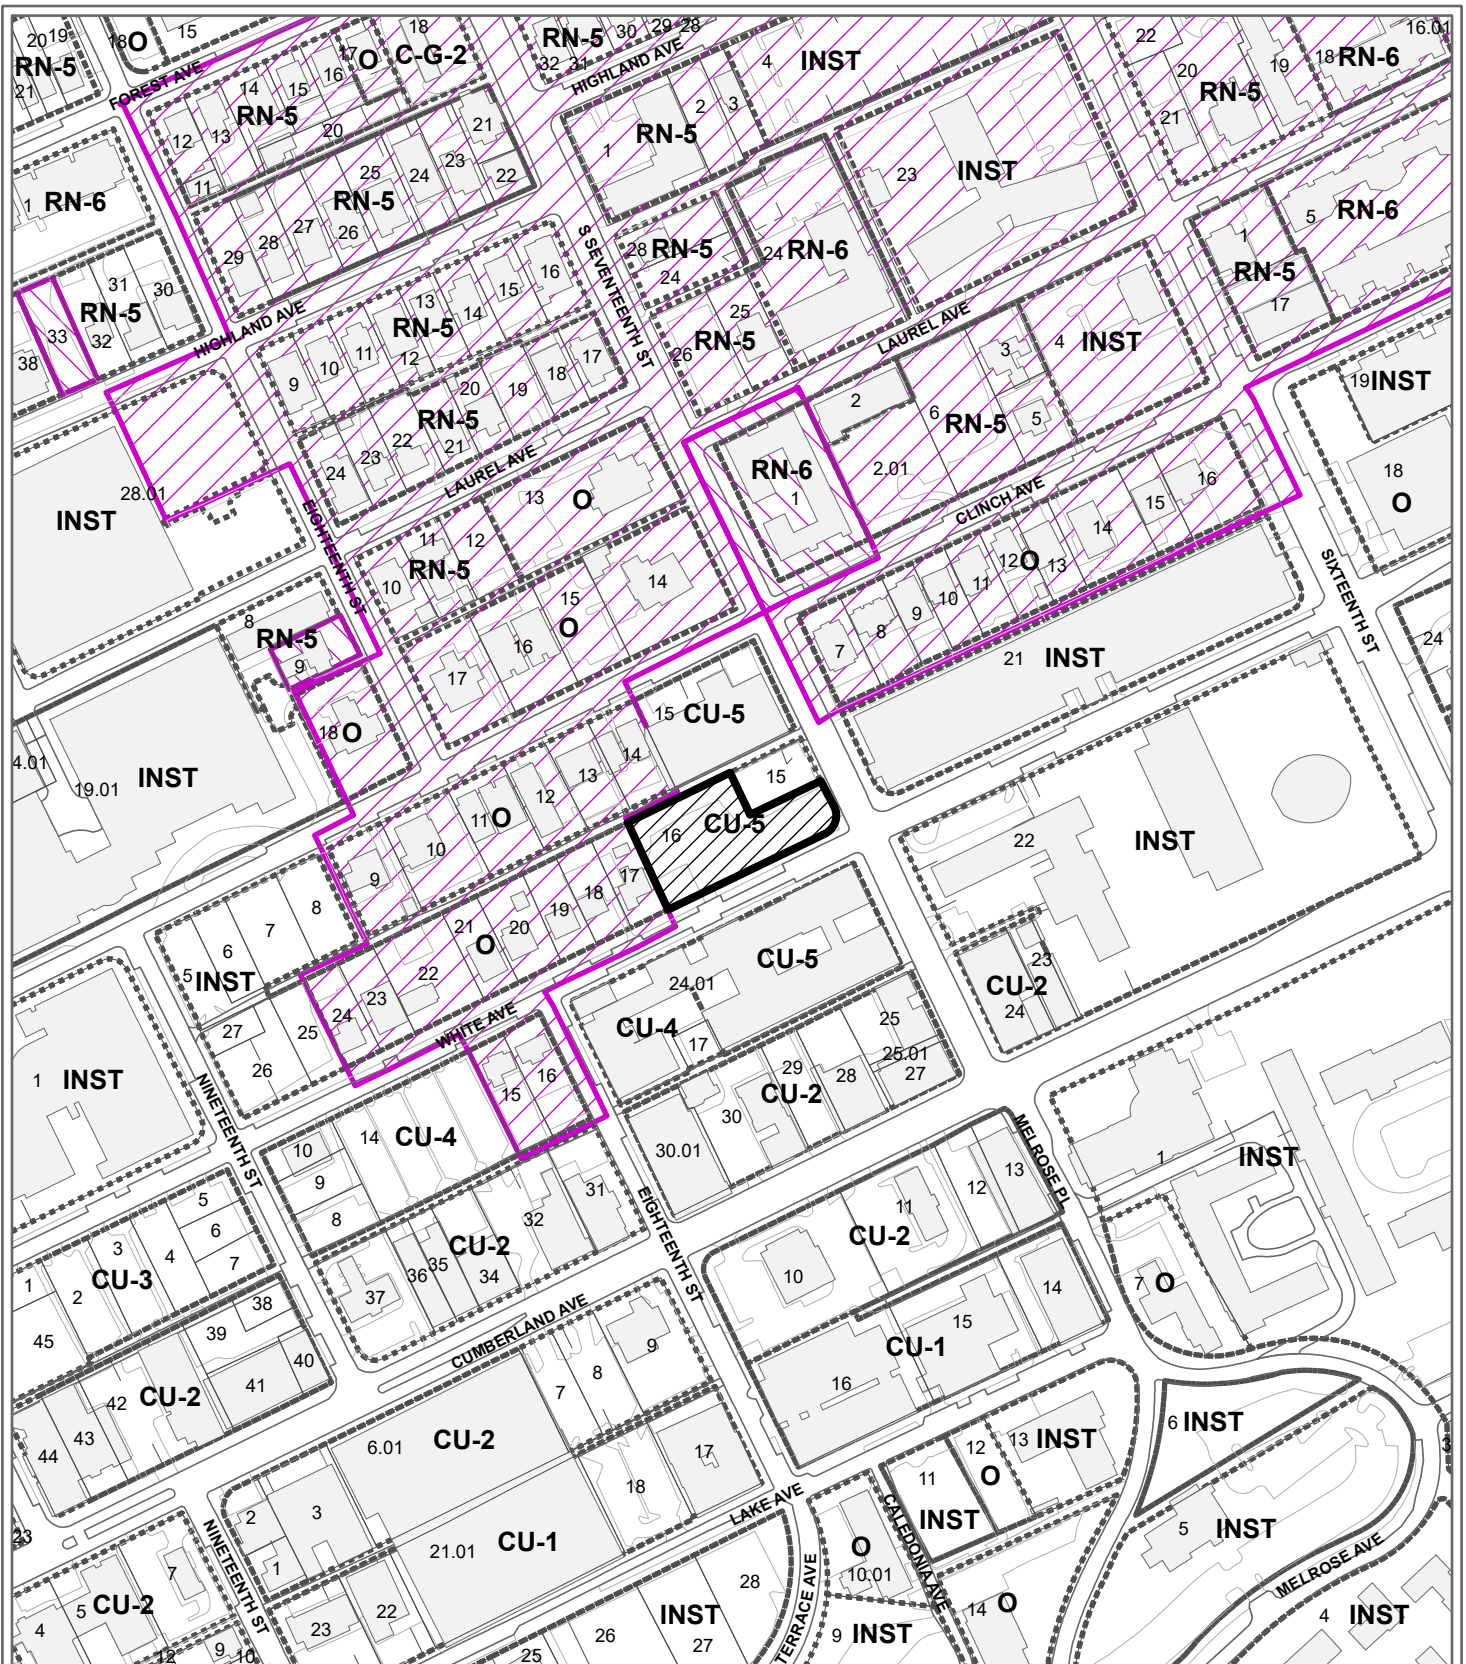 20
19
18
O
15
18
17
O
C-G-2
RN-5
30
29
28
32
31
HIGHLAND AVE
4
INST
22
20
19
18
RN-6
16.01
RN-5
21
FOREST AVE
14
15
16
12
13
RN-5
20
21
2
3
RN-5
1
RN-5
21
INST
23
11
25
24
23
22
1
RN-6
RN-5
27
26
28
29
S SEVENTEENTH ST
28
RN-5
24
24
RN-6
5
RN-6
1
RN-5
17
31
30
RN-5
33
32
38
HIGHLAND AVE
16
15
13
14
RN-5
11
12
10
9
25
RN-5
26
LAUREL AVE
3
4
INST
17
18
19
20
RN-5
22
21
23
24
2
6
RN-5
5
19
INST
LAUREL AVE
13
O
RN-6
1
2.01
CLINCH AVE
16
15
14
18
O
28.01
INST
EIGHTEENTH ST
11
12
RN-5
10
15
14
O
16
17
12
O
13
11
10
9
8
7
SIXTEENTH ST
8
RN-5
9
18
O
21
INST
24
15
CU-5
4.01
19.01
INST
14
13
12
11
O
10
9
15
16
CU-5
22
INST
17
18
19
20
21
O
22
23
24
8
7
6
5
INST
CU-5
24.01
23
CU-2
24
27
25
26
WHITE AVE
CU-4
17
25
25.01
29
28
27
CU-2
30
30.01
1
INST
16
15
14
CU-4
10
9
8
NINETEENTH ST
MELROSE PL
1
INST
13
12
11
CU-2
10
5
6
7
3
4
CU-3
2
1
45
31
32
CU-2
35
36
34
37
EIGHTEENTH ST
7
O
14
15
CU-1
16
38
39
40
41
CU-2
42
43
44
CUMBERLAND AVE
9
8
7
6.01
CU-2
6
INST
12
13
INST
O
11
INST
17
18
LAKE AVE
CALEDONIA AVE
5
INST
3
23
2
3
1
NINETEENTH ST
21.01
CU-1
O
10.01
MELROSE AVE
7
5
CU-2
4
23
22
28
INST
26
27
25
TERRACE AVE
9
INST
14
O
4
INST
12
9
10